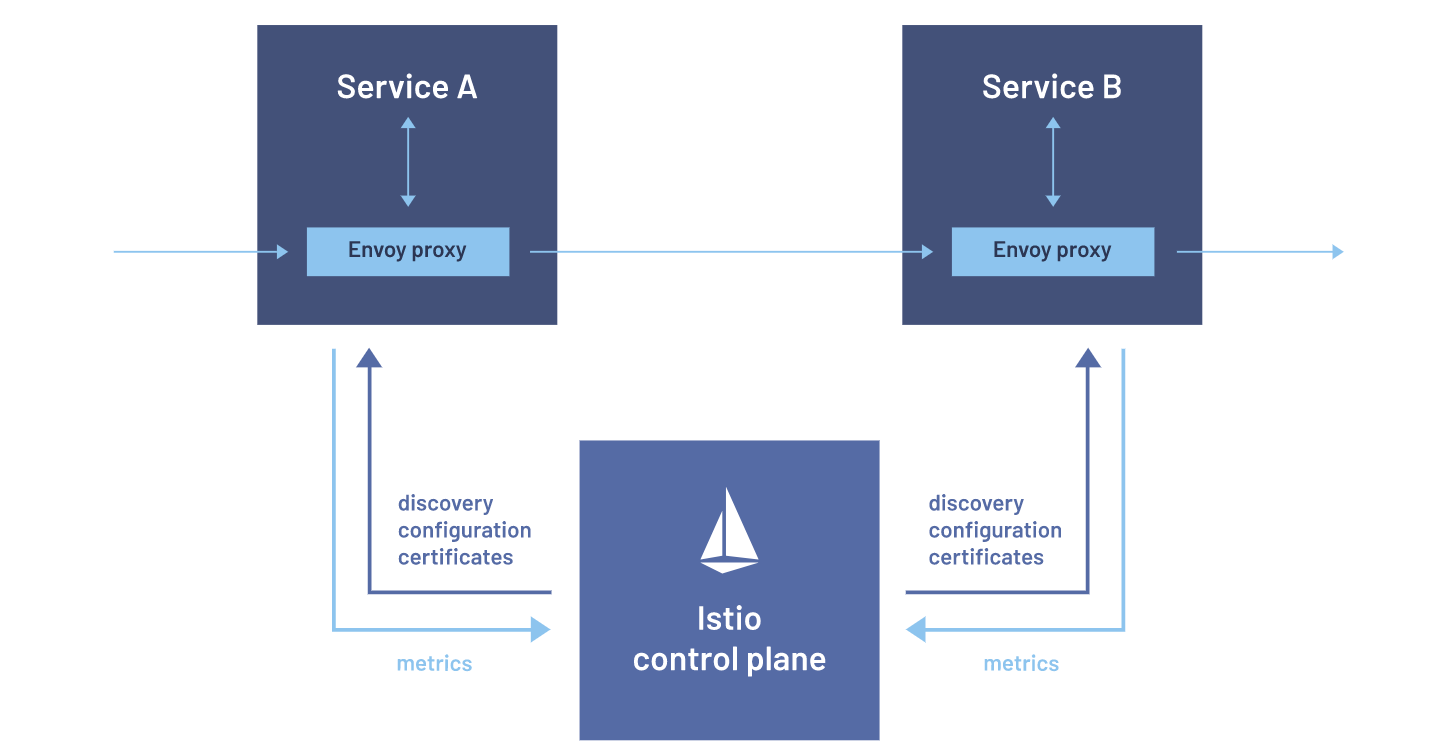 Service A
Service B
Envoy proxy
Envoy proxy
discovery
configuration
certificates
discovery
configuration
certificates
Istio
control plane
metrics
metrics